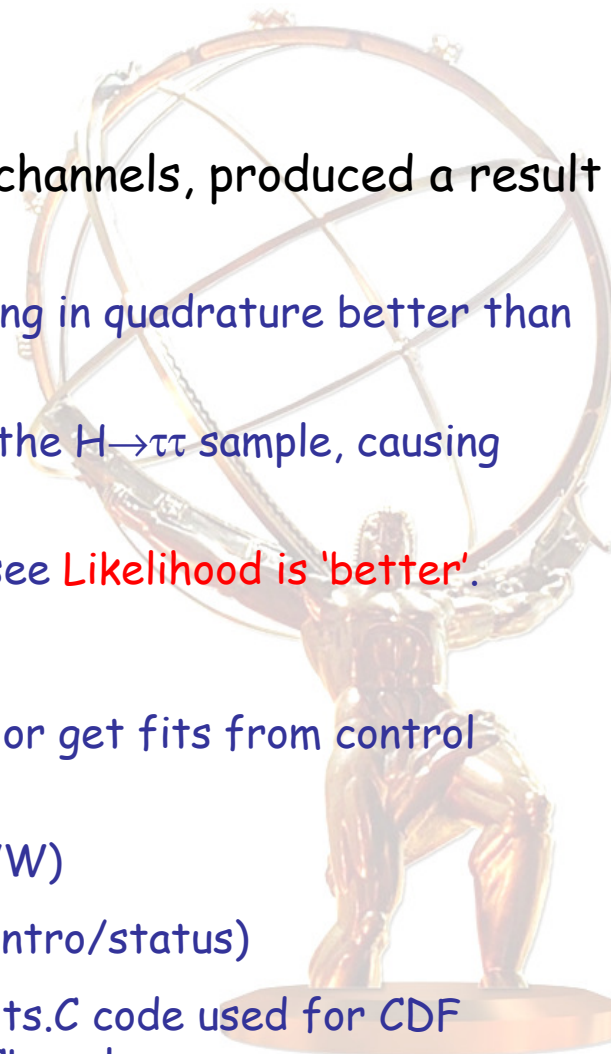 channels, produced a result
ng in quadrature better than
the H→ττ sample, causing
see Likelihood is 'better'.
or get fits from control
W)
ntro/status)
ts.C code used for CDF